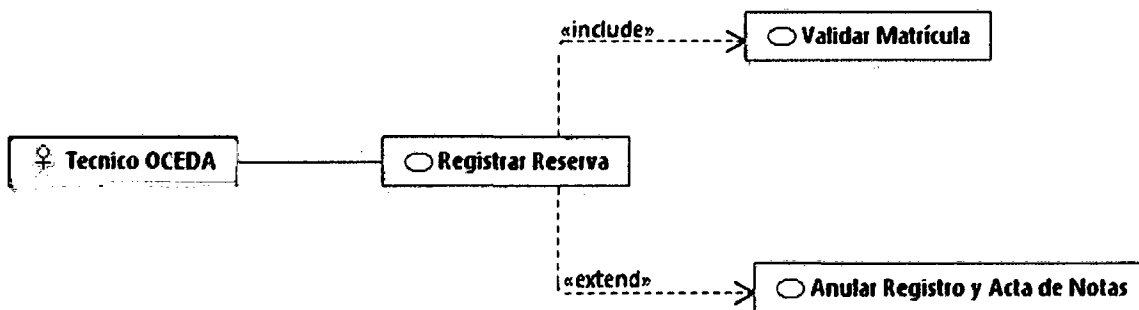 «include»
Validar Matrícula
Tecnico OCEDA
Registrar Reserva
«extend»
Anular Registro y Acta de Notas